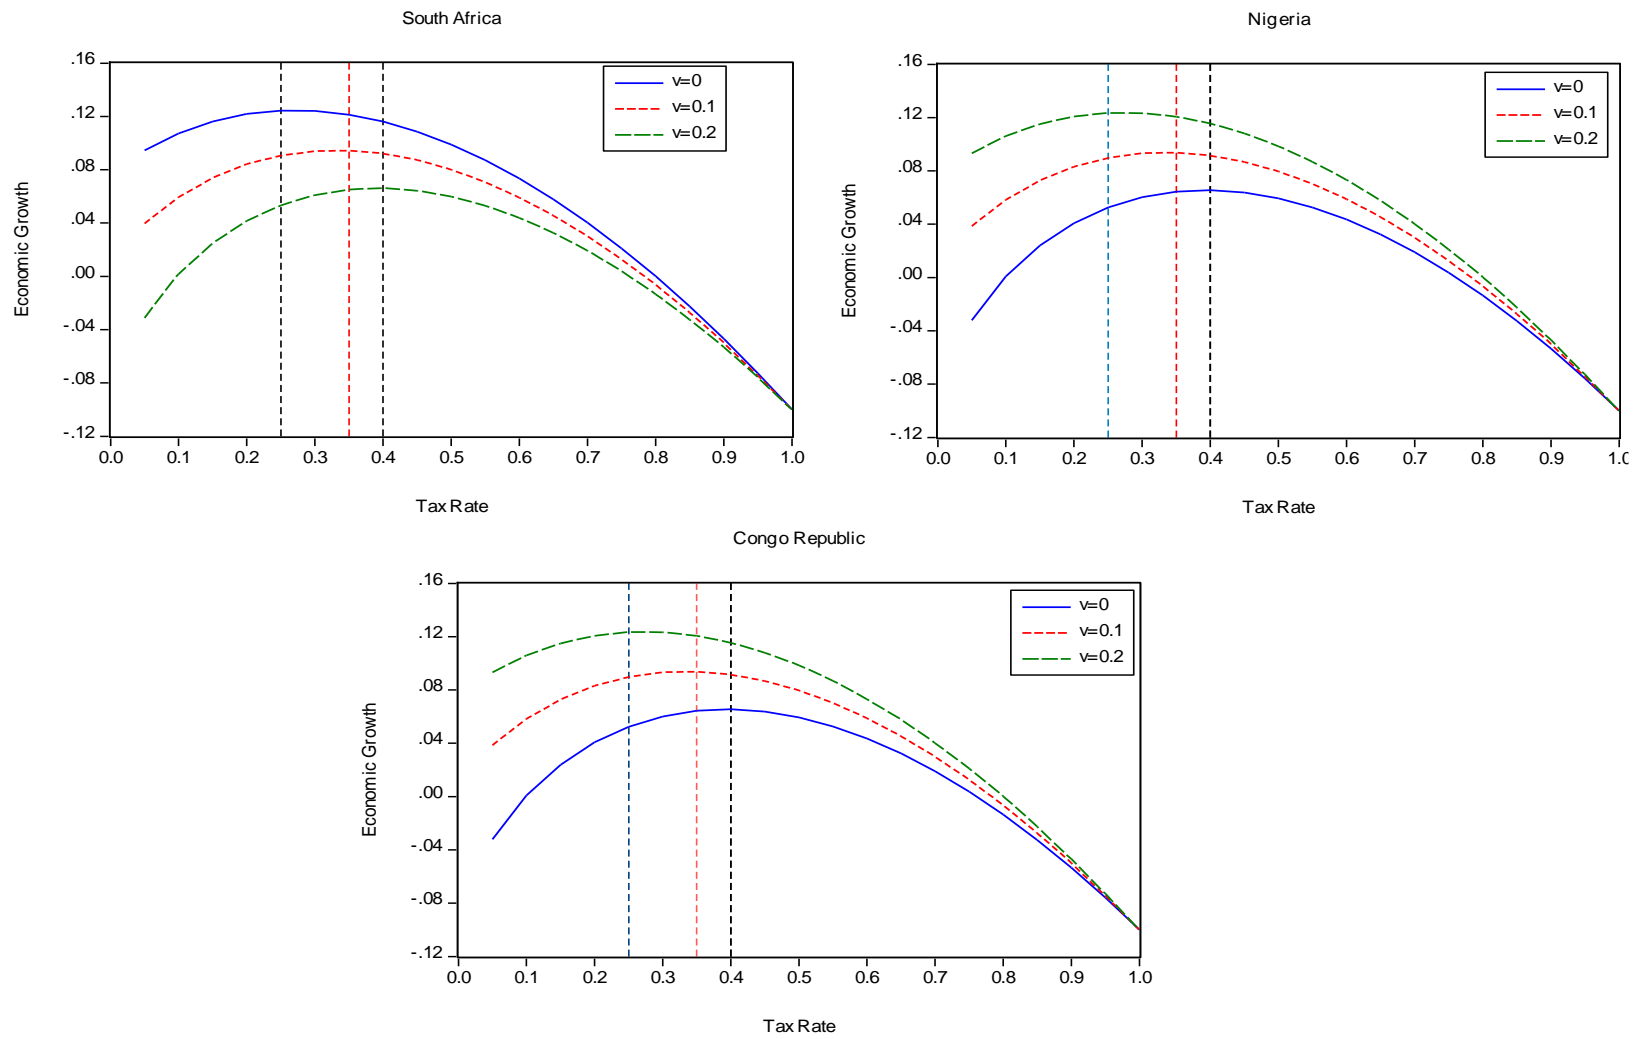 South Africa
.16
.12
.08
.04
.00
-.04
-.08
-.12
Economic Growth
v=0
v=0.1
v=0.2
0.0 0.1 0.2 0.3 0.4 0.5 0.6 0.7 0.8 0.9 1.0
Tax Rate
Nigeria
.16
.12
.08
.04
.00
-.04
-.08
-.12
Economic Growth
v=0
v=0.1
v=0.2
0.0 0.1 0.2 0.3 0.4 0.5 0.6 0.7 0.8 0.9 1.0
Tax Rate
Congo Republic
.16
.12
.08
.04
.00
-.04
-.08
-.12
Economic Growth
v=0
v=0.1
v=0.2
0.0 0.1 0.2 0.3 0.4 0.5 0.6 0.7 0.8 0.9 1.0
Tax Rate